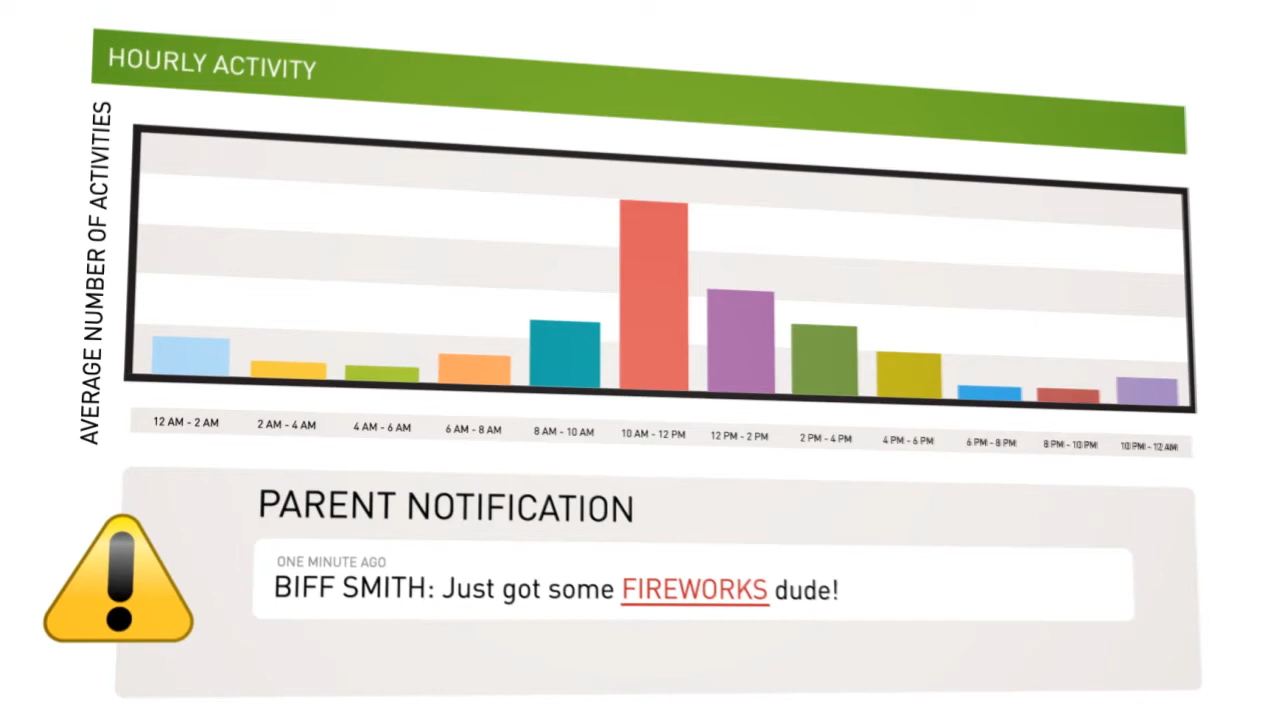 HOURLY ACTIVITY
AVERAGE NUMBER OF ACTIVITIES
12 AM - 2 AM 2 AM - 4 AM 4 AM - 6 AM 6 AM - 8 AM 8 AM - 10 AM 10 AM - 12 PM 12 PM - 2 PM 2 PM - 4 PM 4 PM - 6 PM 6 PM - 8 PM 8 PM - 10 PM 10 PM - 12 AM
PARENT NOTIFICATION
ONE MINUTE AGO
BIFF SMITH: Just got some FIREWORKS dude!